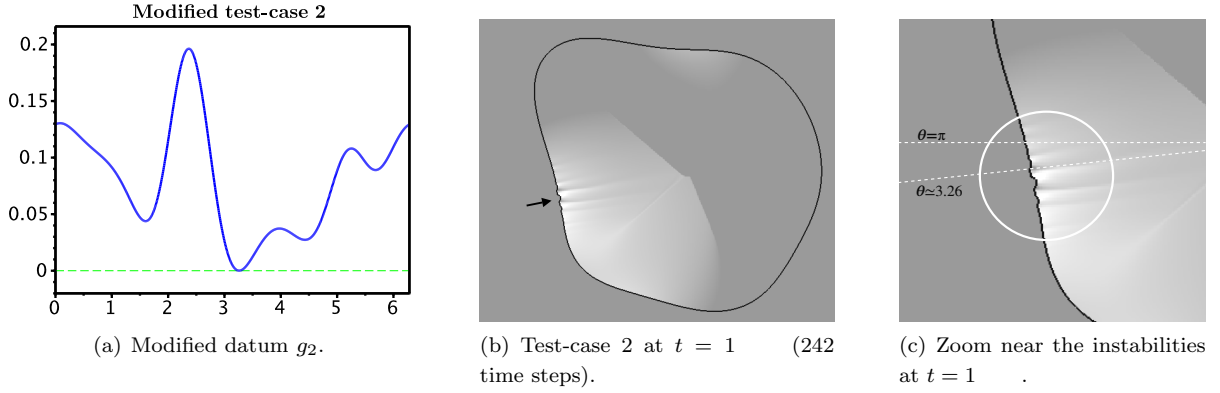 Modified test-case 2
0.2
0.15
0.1
0.05
0
0 1 2 3 4 5 6
θ=π
θ≃3.26
(a) Modified datum g₂.
(b) Test-case 2 at t = 1 (242
time steps).
(c) Zoom near the instabilities
at t = 1 .